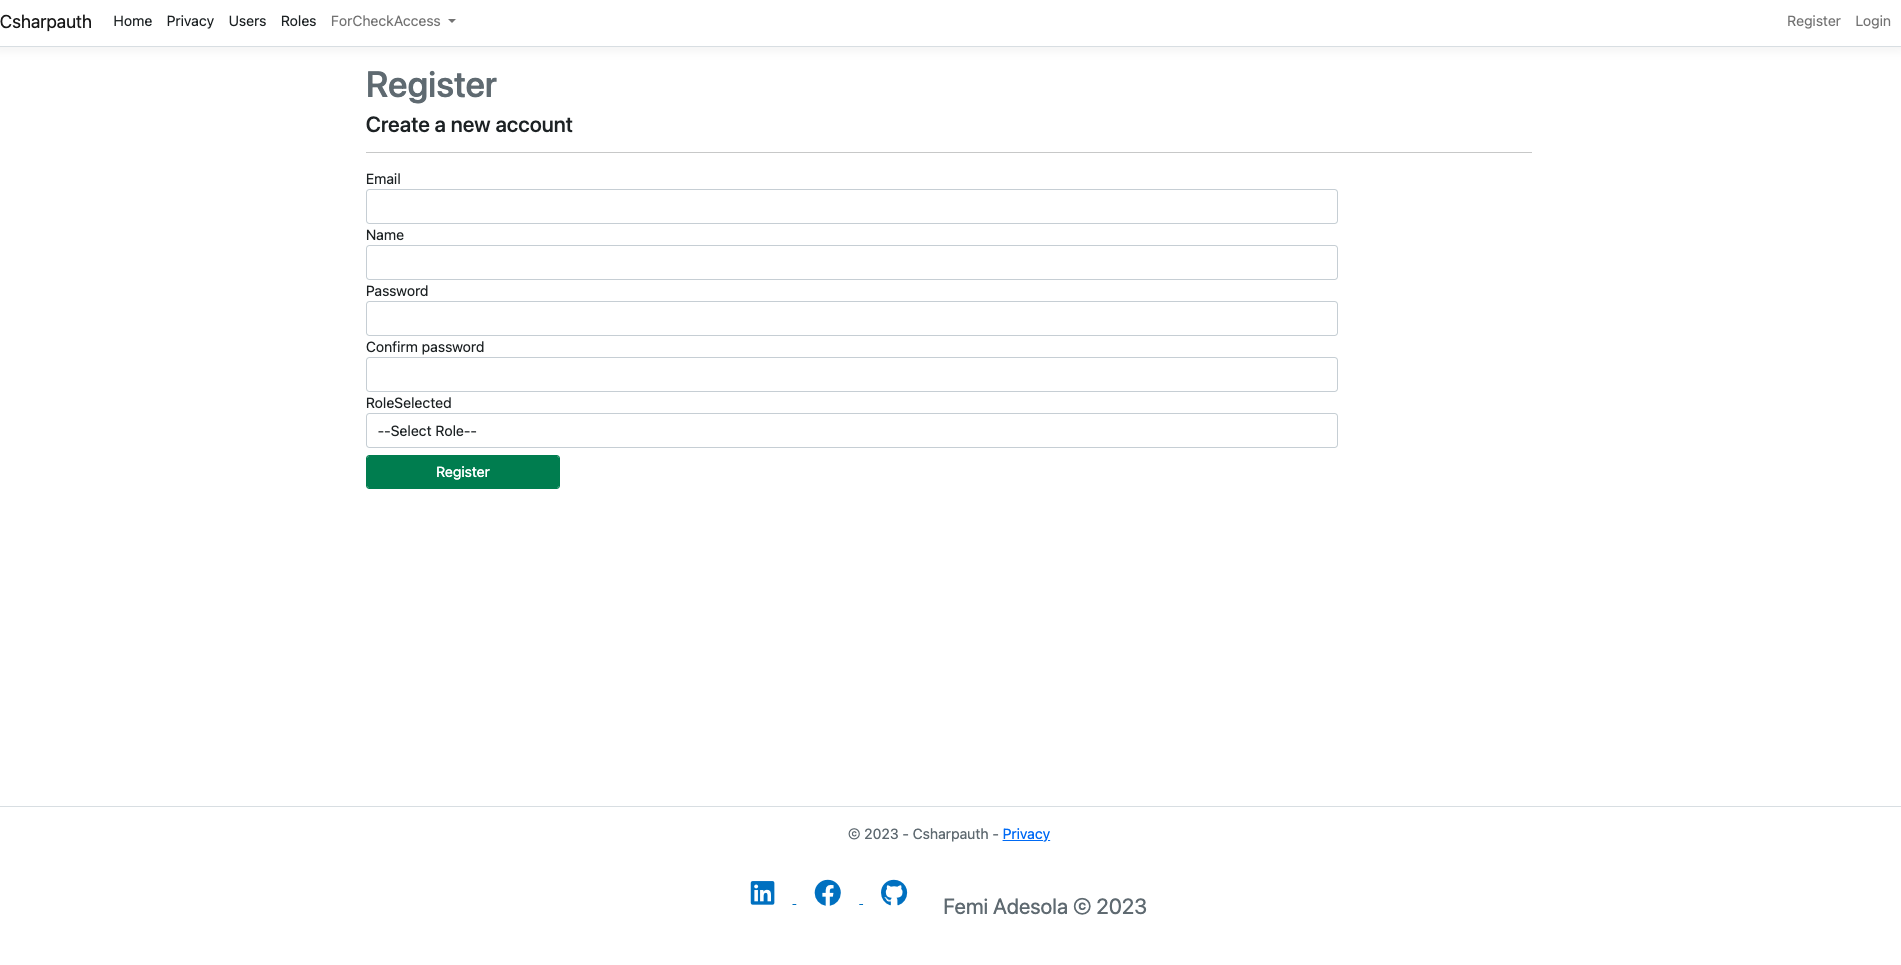 Csharpauth Home Privacy Users Roles ForCheckAccess Register Login
Register
Create a new account
Email
Name
Password
Confirm password
RoleSelected
--Select Role--
Register
© 2023 - Csharpauth - Privacy
in
Femi Adesola © 2023